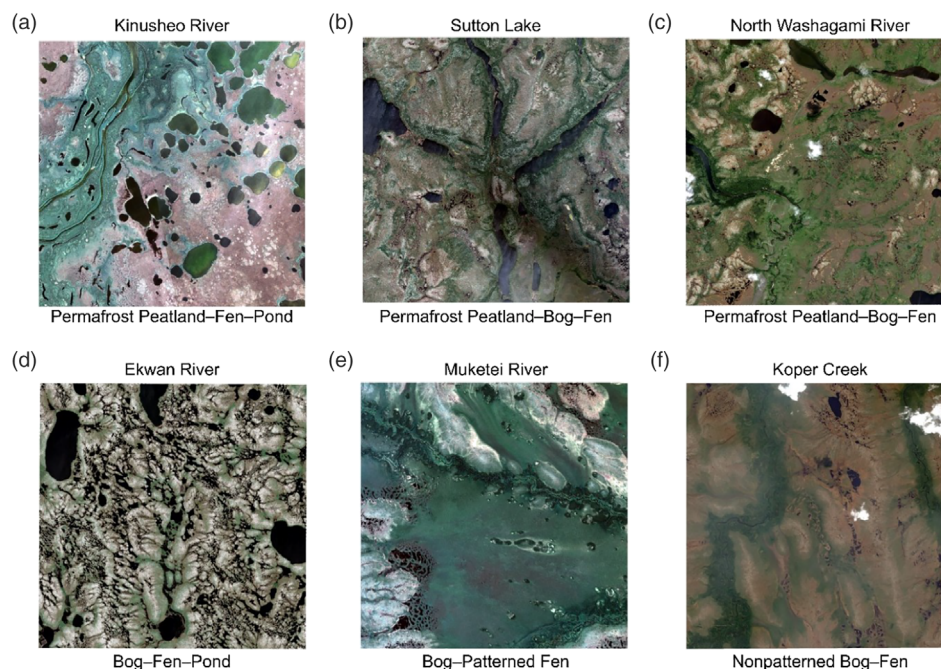 (a) Kinusheo River
(b) Sutton Lake
(c) North Washagami River
Permafrost Peatland–Fen–Pond
Permafrost Peatland–Bog–Fen
Permafrost Peatland–Bog–Fen
(d) Ekwan River
(e) Muketei River
(f) Koper Creek
Bog–Fen–Pond
Bog–Patterned Fen
Nonpatterned Bog–Fen